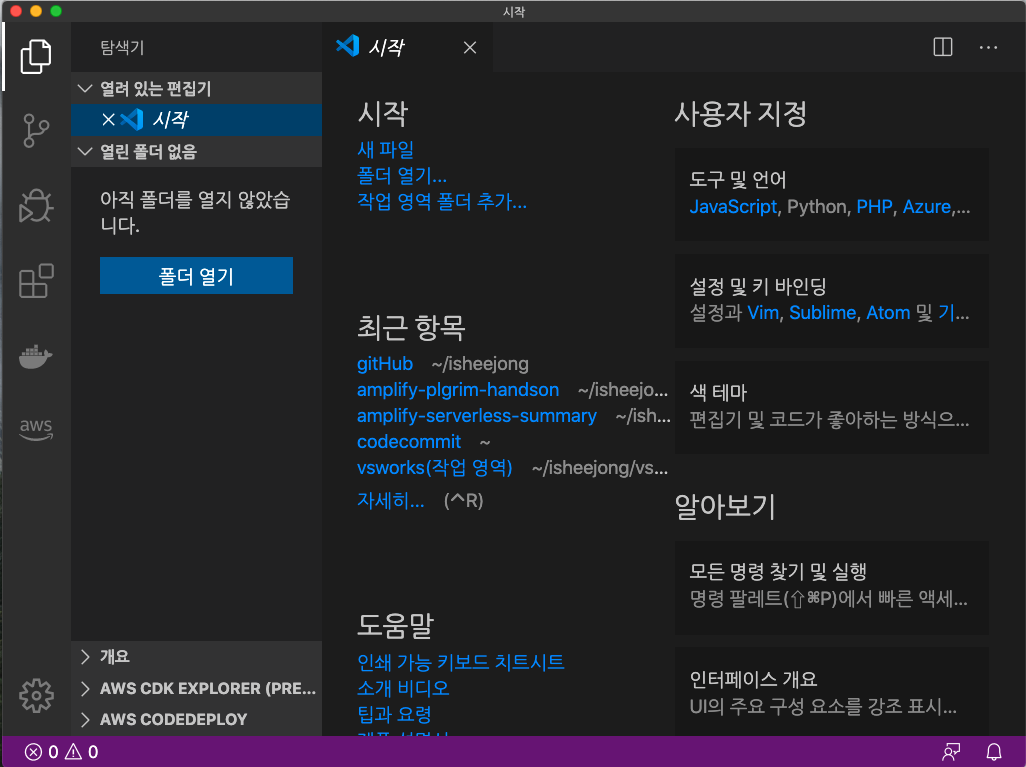 시작
탐색기
열려 있는 편집기
시작
열린 폴더 없음
아직 폴더를 열지 않았습
니다.
폴더 열기
aws
개요
AWS CDK EXPLORER (PRE...
AWS CODEDEPLOY
시작
시작
새 파일
폴더 열기...
작업 영역 폴더 추가...
최근 항목
gitHub ~/isheejong
amplify-plgrim-handson ~/isheejo...
amplify-serverless-summary ~/ish...
codecommit ~
vsworks(작업 영역) ~/isheejong/vs...
자세히... (^R)
도움말
인쇄 가능 키보드 치트시트
소개 비디오
팁과 요령
사용자 지정
도구 및 언어
JavaScript, Python, PHP, Azure,...
설정 및 키 바인딩
설정과 Vim, Sublime, Atom 및 기...
색 테마
편집기 및 코드가 좋아하는 방식으...
알아보기
모든 명령 찾기 및 실행
명령 팔레트(⇧⌘P)에서 빠른 액세...
인터페이스 개요
UI의 주요 구성 요소를 강조 표시...
0 0